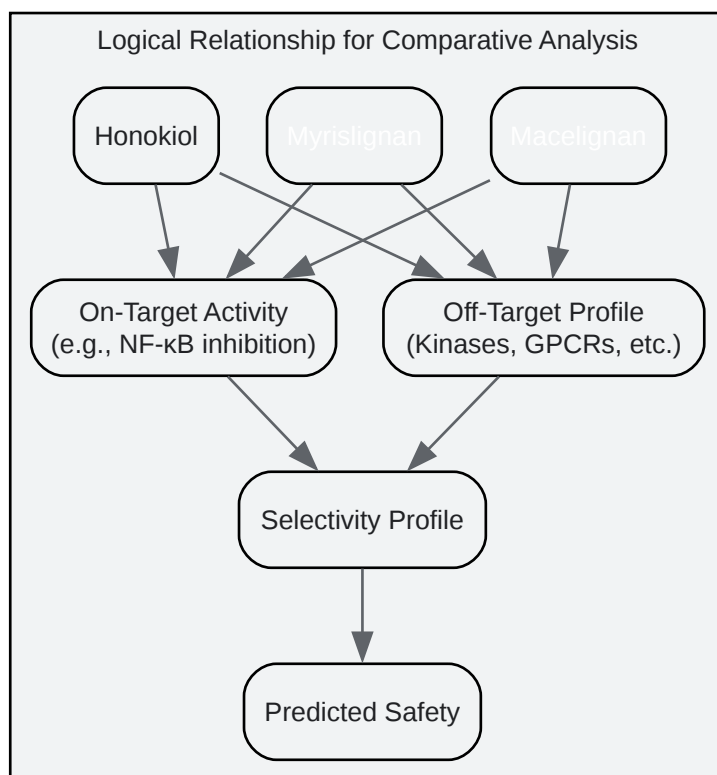 Logical Relationship for Comparative Analysis
Honokiol
Myrislignan
Macelignan
On-Target Activity
(e.g., NF-κB inhibition)
Off-Target Profile
(Kinases, GPCRs, etc.)
Selectivity Profile
Predicted Safety